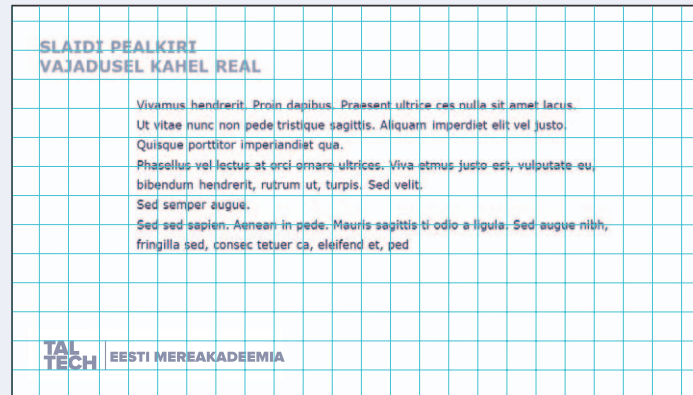 SLAIDI PEALKIRI
VAJADUSEL KAHEL REAL
Vivamus hendrerit. Proin dapibus. Praesent ultrice ces nulla sit amet lacus.
Ut vitae nunc non pede tristique sagittis. Aliquam imperdiet elit vel justo.
Quisque porttitor imperiandiet qua.
Phasellus vel lectus at orci ornare ultrices. Viva etmus justo est, vulputate eu,
bibendum hendrerit, rutrum ut, turpis. Sed velit.
Sed semper augue.
Sed sed sapien. Aenean in pede. Mauris sagittis ti odio a ligula. Sed augue nibh,
fringilla sed, consec tetuer ca, eleifend et, ped
TAL
TECH
EESTI MEREAKADEEMIA